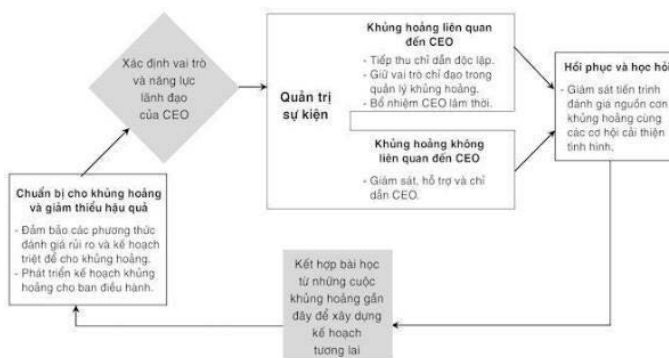 Xác định vai trò
và năng lực
lãnh đạo
của CEO
Quản trị
sự kiện
Khủng hoảng liên quan
đến CEO
- Tiếp thu chỉ dẫn độc lập.
- Giữ vai trò chỉ đạo trong
quản lý khủng hoảng.
- Bổ nhiệm CEO lâm thời.
Khủng hoảng không
liên quan đến CEO
- Giám sát, hỗ trợ và chỉ
dẫn CEO.
Hồi phục và học hỏi
- Giám sát tiến trình
đánh giá nguồn cơn
khủng hoảng cùng
các cơ hội cải thiện
tình hình.
Chuẩn bị cho khủng hoảng
và giảm thiểu hậu quả
- Đảm bảo các phương thức
đánh giá rủi ro và kế hoạch
triệt để cho khủng hoảng.
- Phát triển kế hoạch khủng
hoảng cho ban điều hành.
Kết hợp bài học
từ những cuộc
khủng hoảng gần
đây để xây dựng
kế hoạch
tương lai